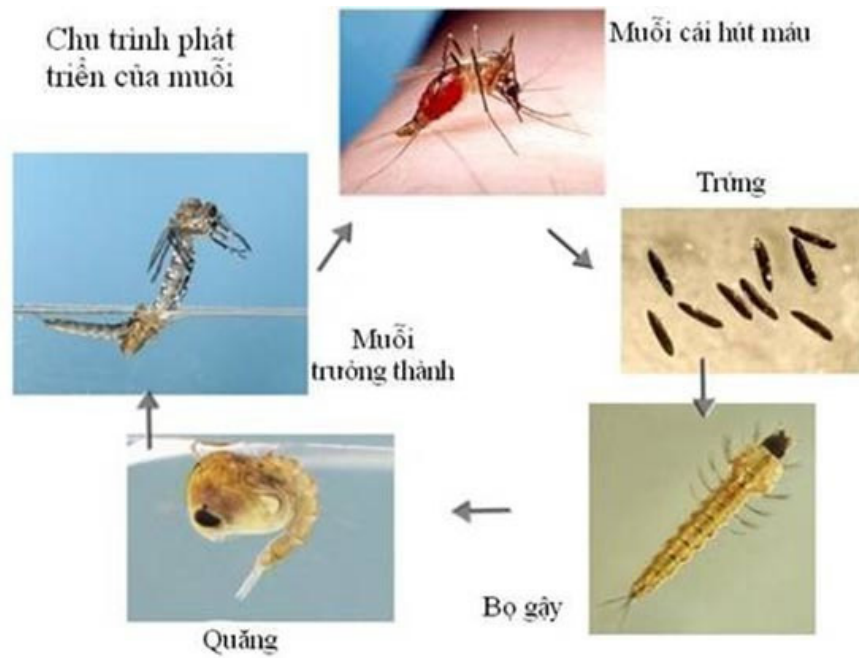 Chu trình phát
triển của muỗi
Muỗi cái hút máu
Trứng
Muỗi
trưởng thành
Bọ gậy
Quăng